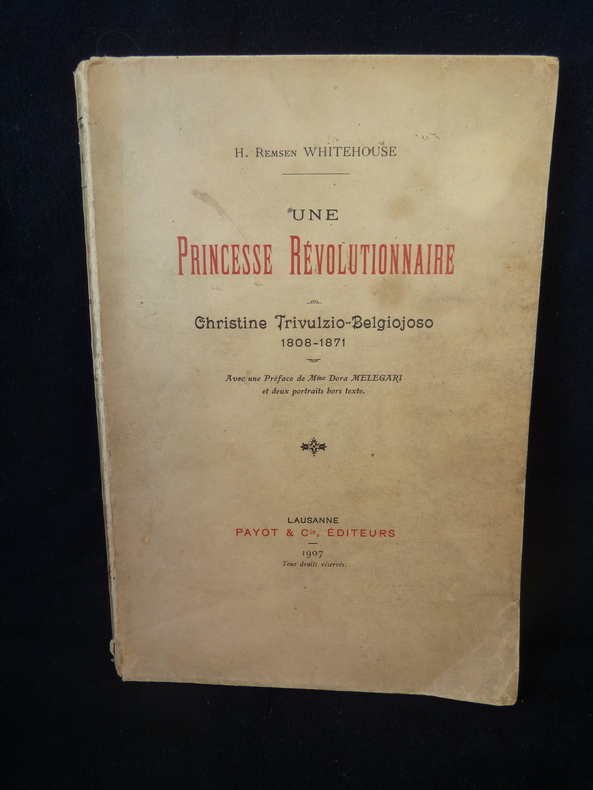 H. Remsen WHITEHOUSE
UNE
PRINCESSE RÉVOLUTIONNAIRE
Christine Trivulzio-Belgiojoso
1808-1871
Avec une Préface de Mme Dora MELEGARI
et deux portraits hors texte.
LAUSANNE
PAYOT & Cie, ÉDITEURS
1907
Tous droits réservés.